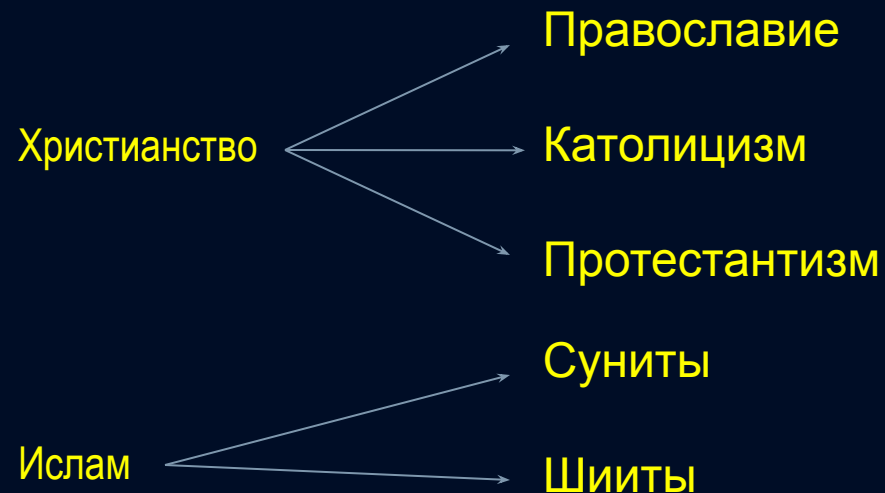 Православие
Христианство
Католицизм
Протестантизм
Суниты
Ислам
Шииты